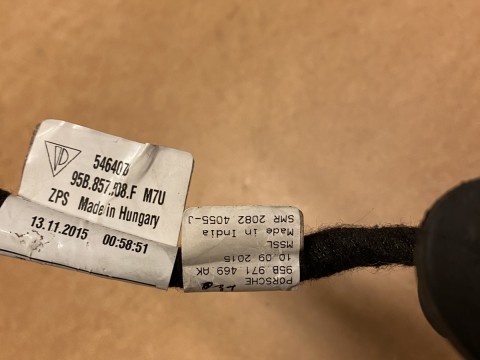 54640?
95B.857.?08.F M7U
ZPS Made in Hungary
13.11.2015 00:58:51
PORSCHE
95B.971.469.AK
10.09.2015
MSSL
Made in India
SMR 2082 4055-J